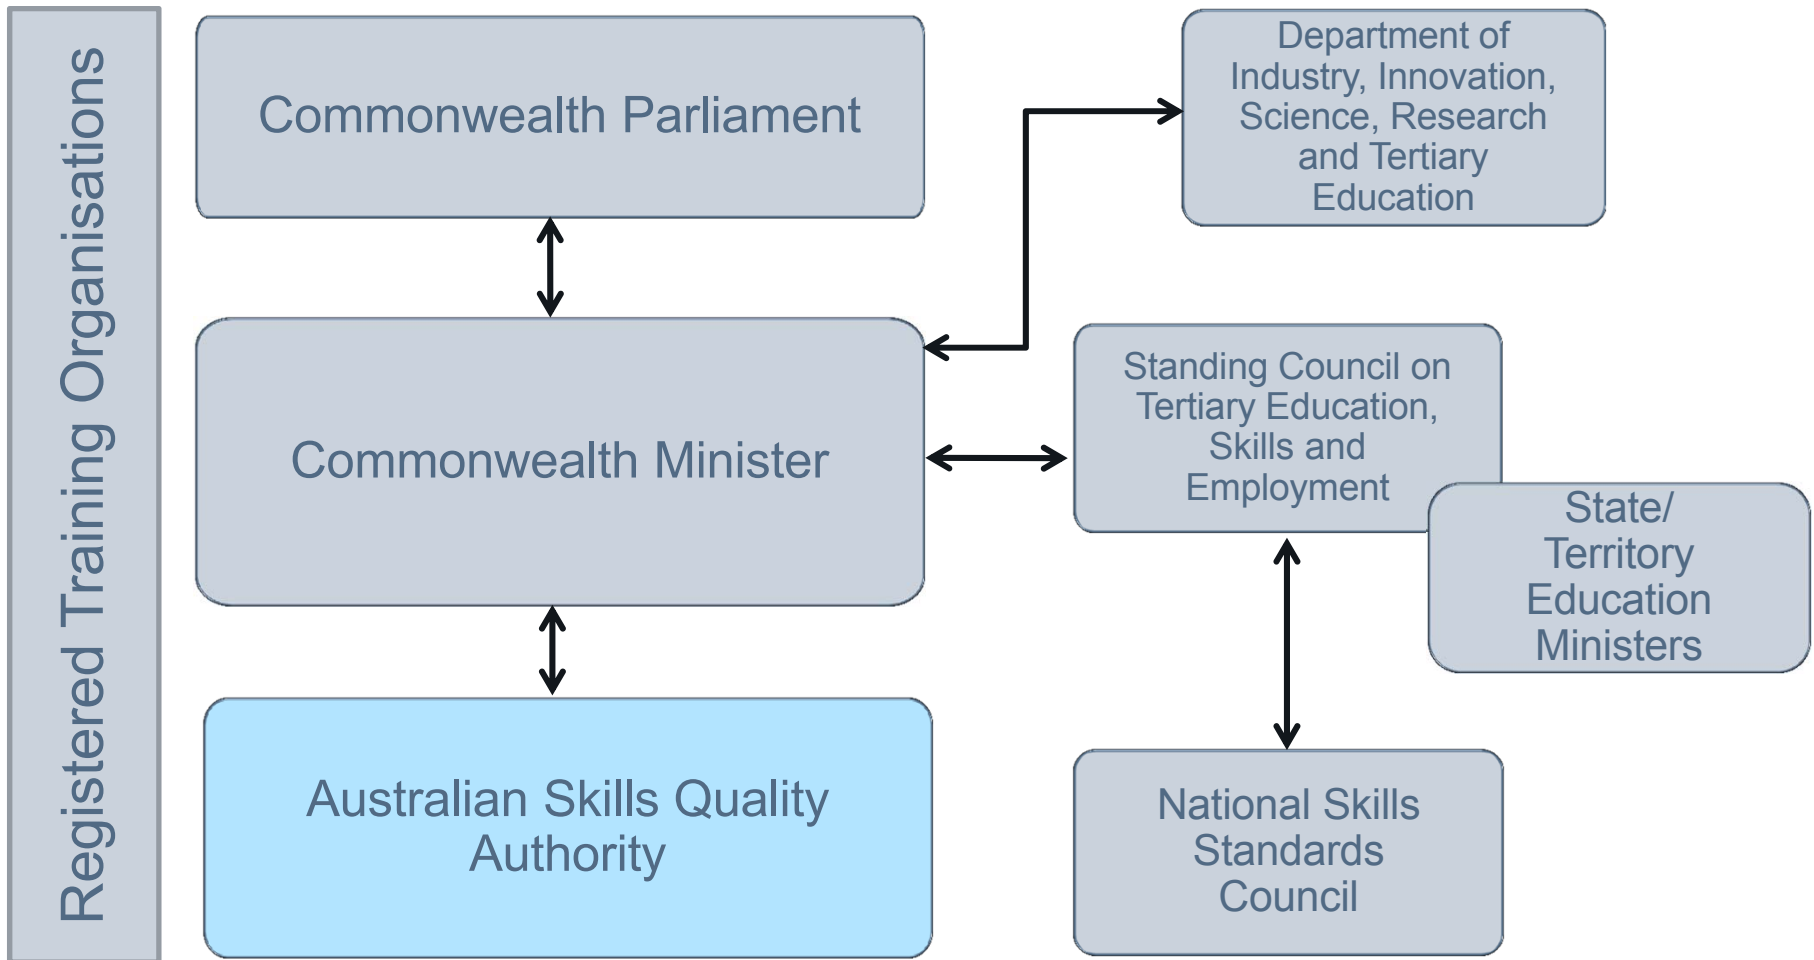 Registered Training Organisations
Commonwealth Parliament
Department of
Industry, Innovation,
Science, Research
and Tertiary
Education
Commonwealth Minister
Standing Council on
Tertiary Education,
Skills and
Employment
State/
Territory
Education
Ministers
Australian Skills Quality
Authority
National Skills
Standards
Council